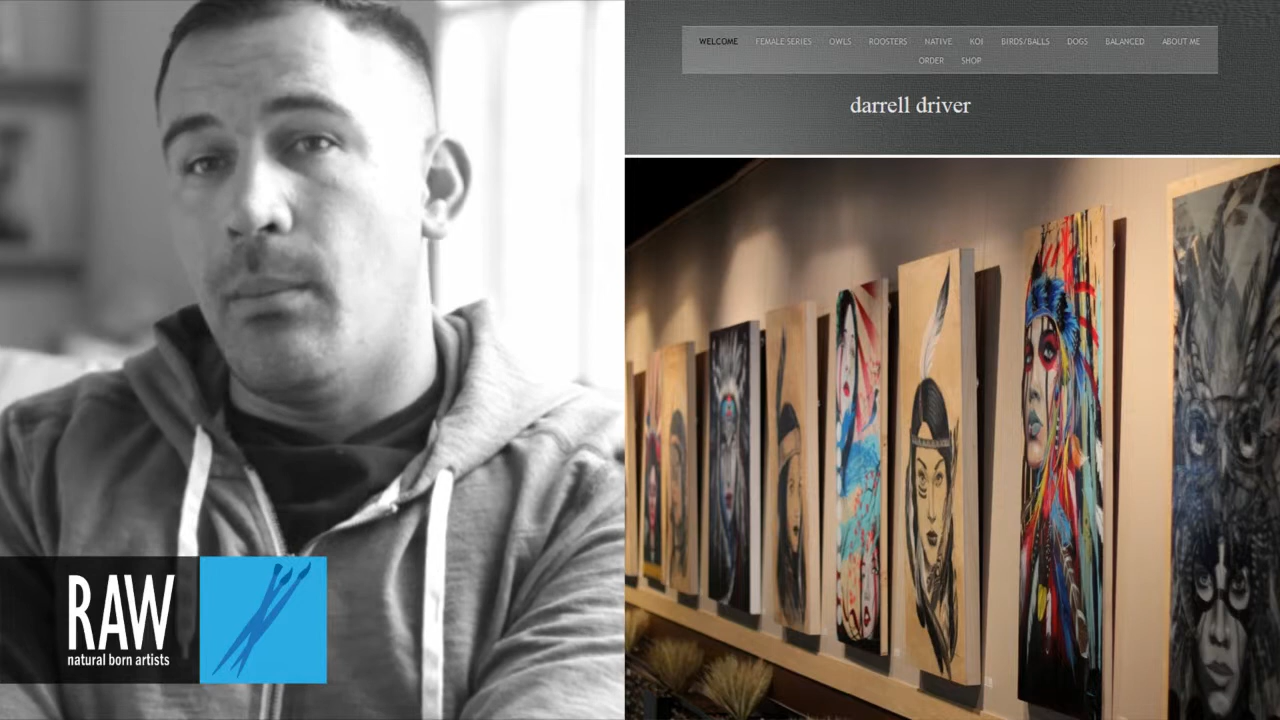 WELCOME FEMALE SERIES OWLS ROOSTERS NATIVE KOI BIRDS/BALLS DOGS BALANCED ABOUT ME
ORDER SHOP
darrell driver
RAW
natural born artists